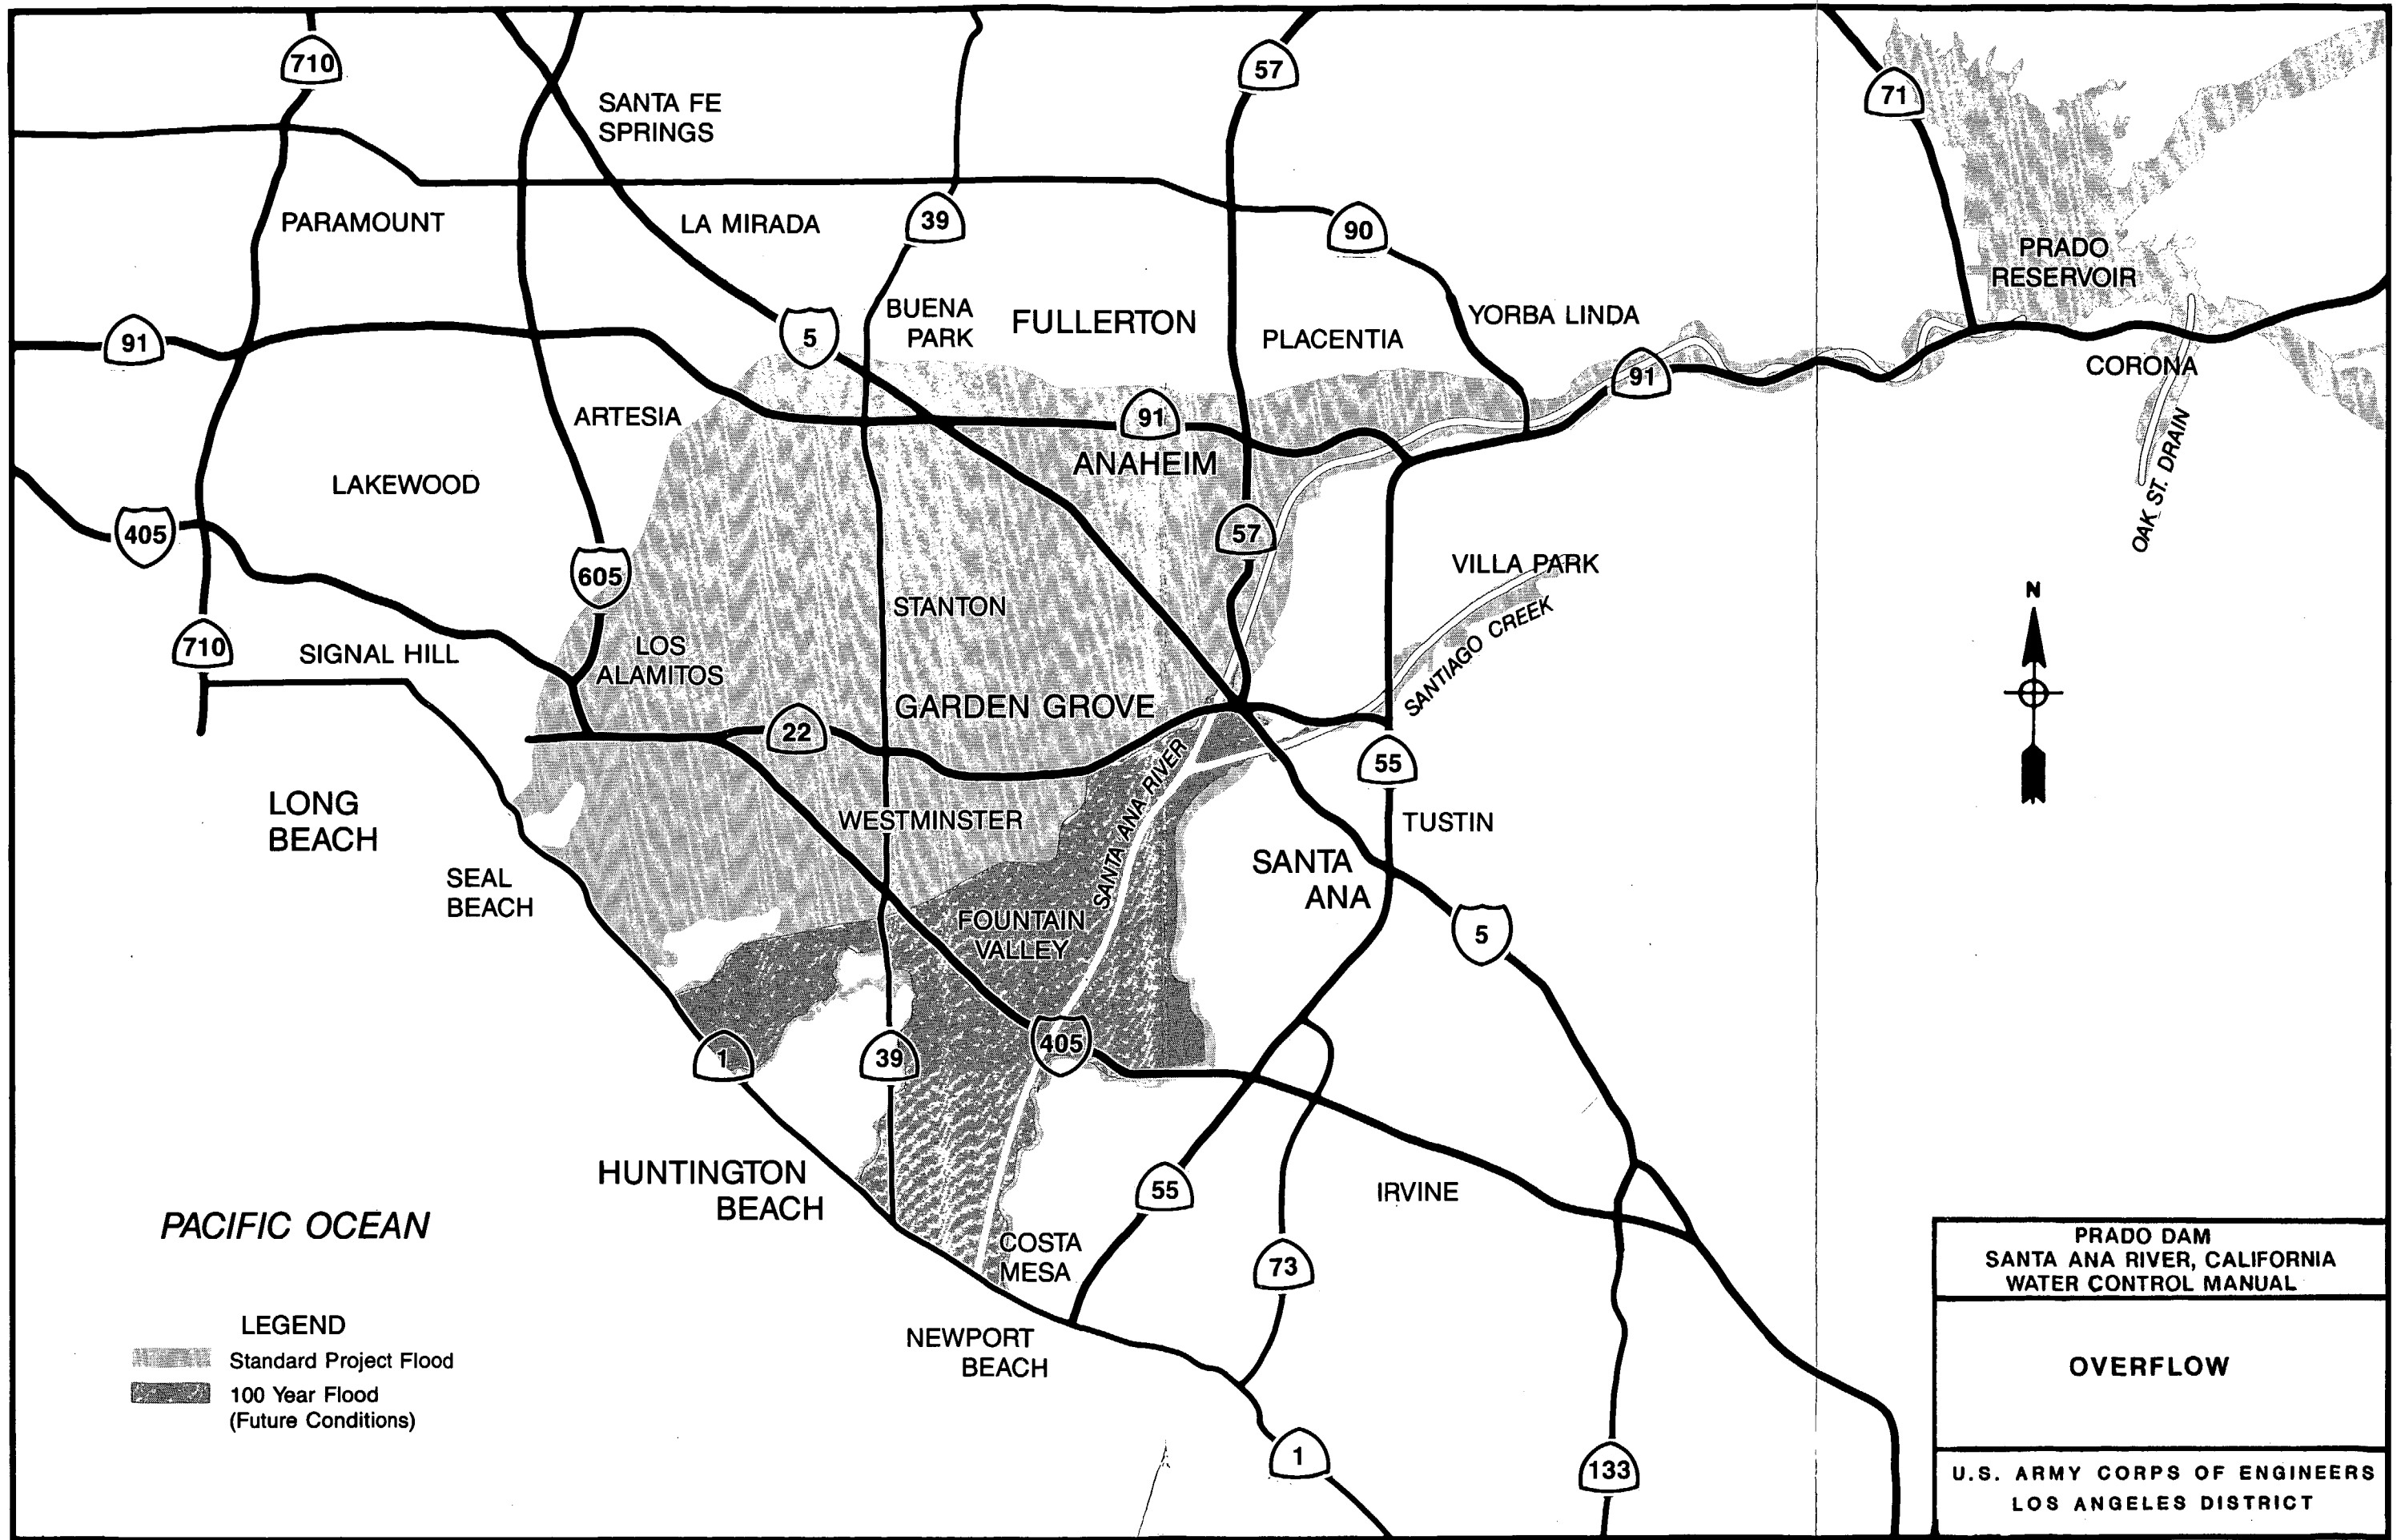 710
57
71
SANTA FE
SPRINGS
PARAMOUNT
LA MIRADA
39
90
PRADO
RESERVOIR
91
5
BUENA
PARK
FULLERTON
PLACENTIA
YORBA LINDA
91
CORONA
ARTESIA
91
ANAHEIM
LAKEWOOD
OAK ST. DRAIN
405
57
605
VILLA PARK
STANTON
SANTIAGO CREEK
N
710
SIGNAL HILL
LOS
ALAMITOS
GARDEN GROVE
22
SANTA ANA RIVER
55
LONG
BEACH
WESTMINSTER
TUSTIN
SANTA
ANA
SEAL
BEACH
FOUNTAIN
VALLEY
5
1
39
405
HUNTINGTON
BEACH
55
IRVINE
PACIFIC OCEAN
COSTA
MESA
73
NEWPORT
BEACH
1
133
LEGEND
Standard Project Flood
100 Year Flood
(Future Conditions)
PRADO DAM
SANTA ANA RIVER, CALIFORNIA
WATER CONTROL MANUAL
OVERFLOW
U.S. ARMY CORPS OF ENGINEERS
LOS ANGELES DISTRICT